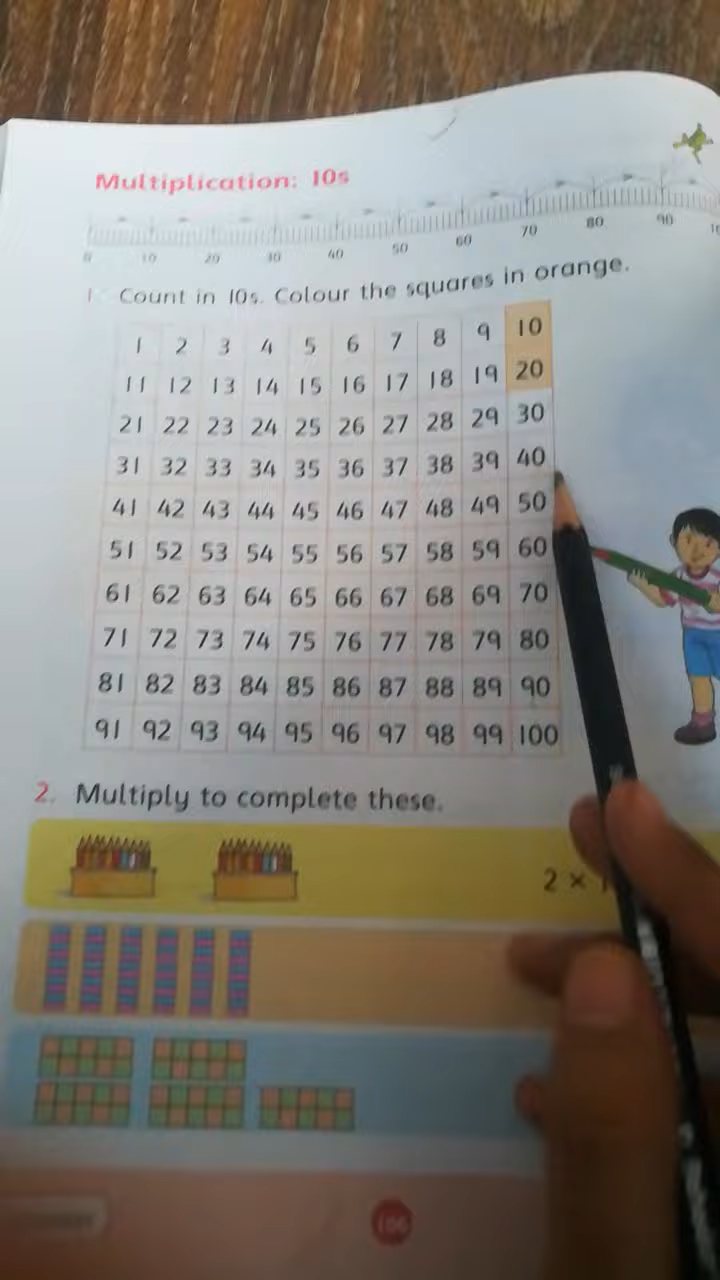 Multiplication: 10s
0 10 20 30 40 50 60 70 80 90
1. Count in 10s. Colour the squares in orange.
1 2 3 4 5 6 7 8 9 10
11 12 13 14 15 16 17 18 19 20
21 22 23 24 25 26 27 28 29 30
31 32 33 34 35 36 37 38 39 40
41 42 43 44 45 46 47 48 49 50
51 52 53 54 55 56 57 58 59 60
61 62 63 64 65 66 67 68 69 70
71 72 73 74 75 76 77 78 79 80
81 82 83 84 85 86 87 88 89 90
91 92 93 94 95 96 97 98 99 100
2. Multiply to complete these.
2 ×